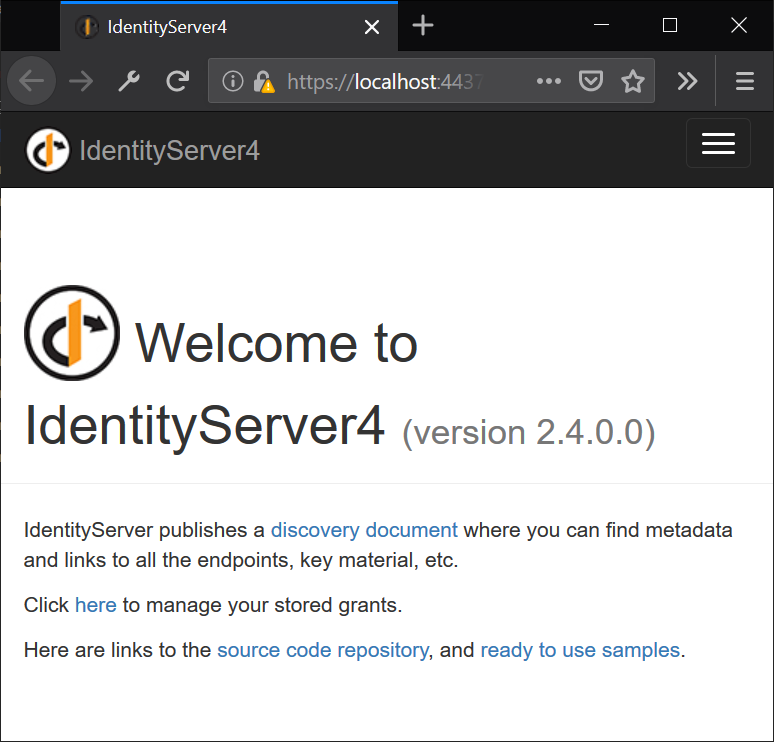 IdentityServer4
https://localhost:4437
IdentityServer4
Welcome to
IdentityServer4 (version 2.4.0.0)
IdentityServer publishes a discovery document where you can find metadata
and links to all the endpoints, key material, etc.
Click here to manage your stored grants.
Here are links to the source code repository, and ready to use samples.